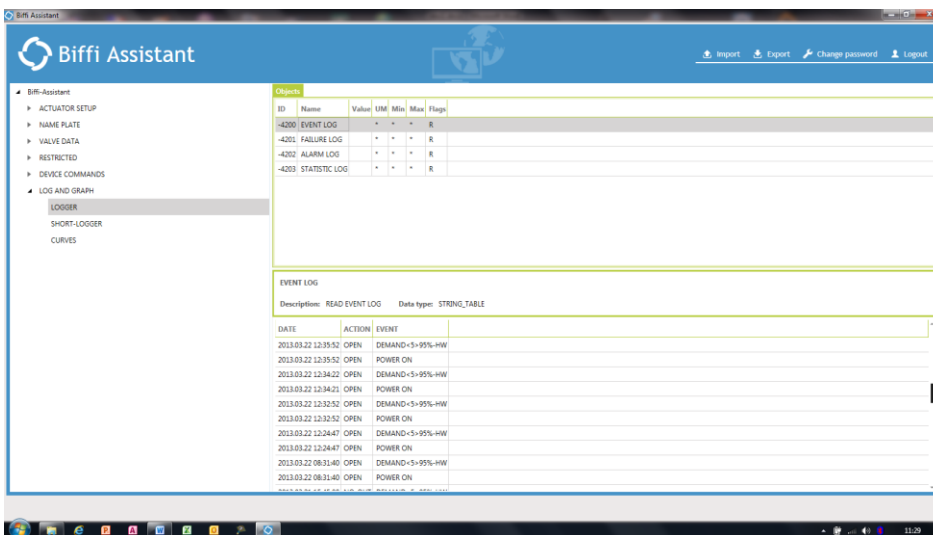 Biffi Assistant
Biffi Assistant
Import Export Change password Logout
Biffi-Assistant
ACTUATOR SETUP
NAME PLATE
VALVE DATA
RESTRICTED
DEVICE COMMANDS
LOG AND GRAPH
LOGGER
SHORT-LOGGER
CURVES
Objects
ID Name Value UM Min Max Flags
-4200 EVENT LOG * * * R
-4201 FAILURE LOG * * * R
-4202 ALARM LOG * * * R
-4203 STATISTIC LOG * * * R
EVENT LOG
Description: READ EVENT LOG Data type: STRING_TABLE
DATE ACTION EVENT
2013.03.22 12:35:52 OPEN DEMAND<5>95%-HW
2013.03.22 12:35:52 OPEN POWER ON
2013.03.22 12:34:22 OPEN DEMAND<5>95%-HW
2013.03.22 12:34:21 OPEN POWER ON
2013.03.22 12:32:52 OPEN DEMAND<5>95%-HW
2013.03.22 12:32:52 OPEN POWER ON
2013.03.22 12:24:47 OPEN DEMAND<5>95%-HW
2013.03.22 12:24:47 OPEN POWER ON
2013.03.22 08:31:40 OPEN DEMAND<5>95%-HW
2013.03.22 08:31:40 OPEN POWER ON
11:29